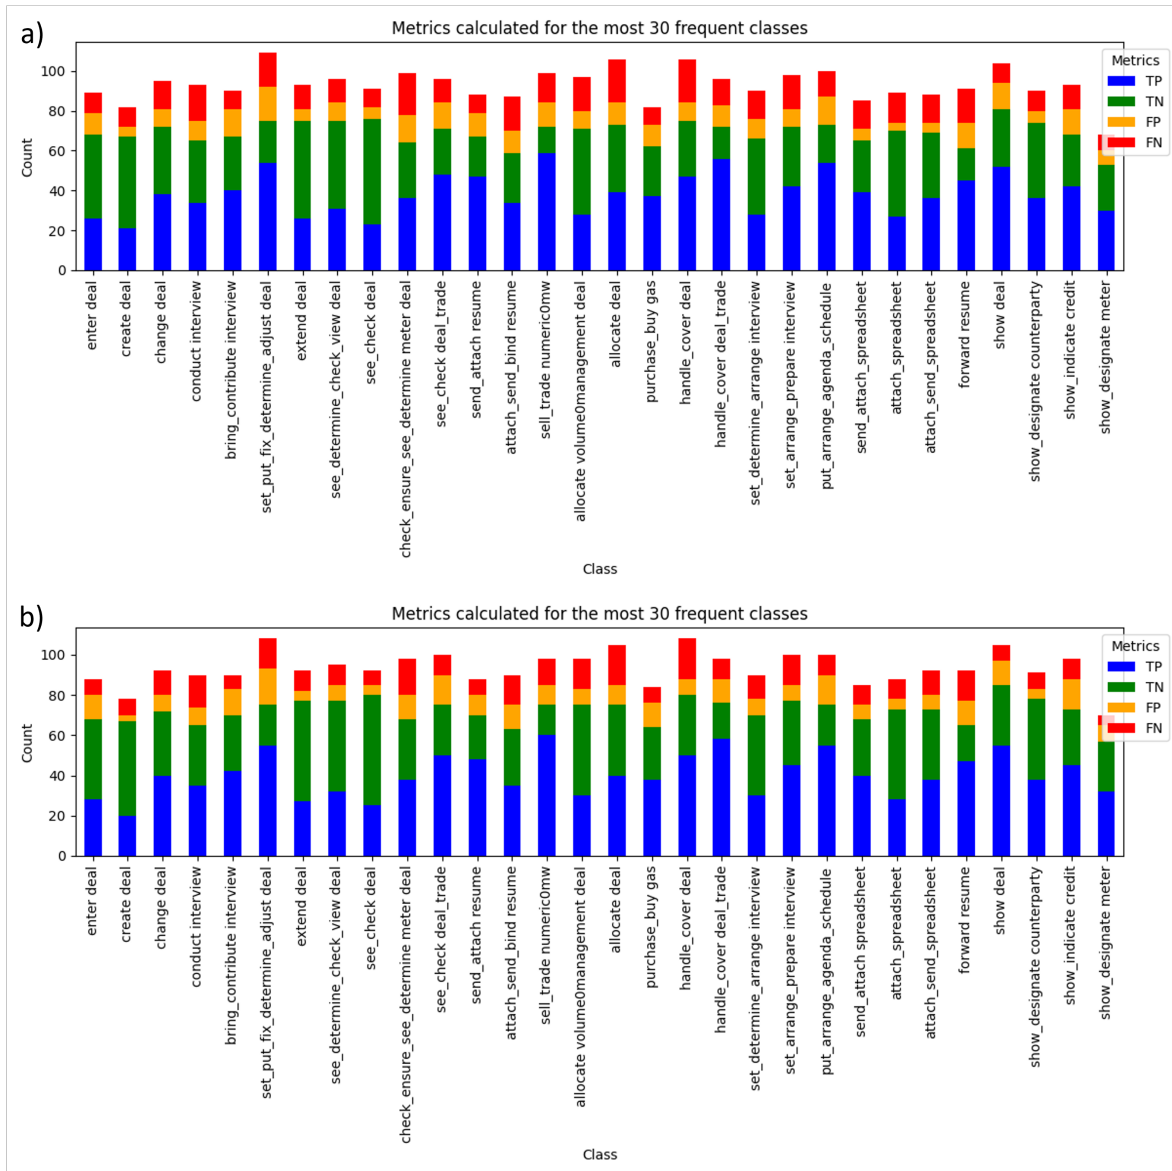 a)
Metrics calculated for the most 30 frequent classes
Count
100
80
60
40
20
0
Metrics
TP
TN
FP
FN
enter deal
create deal
change deal
conduct interview
bring_contribute interview
set_put_fix_determine_adjust deal
extend deal
see_determine_check_view deal
see_check deal
check_ensure_see_determine meter deal
see_check deal_trade
send_attach resume
attach_send_bind resume
sell_trade numeric0mw
allocate volume0management deal
allocate deal
purchase_buy gas
handle_cover deal
handle_cover deal_trade
set_determine_arrange interview
set_arrange_prepare interview
put_arrange_agenda_schedule
send_attach_spreadsheet
attach_spreadsheet
attach_send_spreadsheet
forward resume
show deal
show_designate counterparty
show_indicate credit
show_designate meter
Class
b)
Metrics calculated for the most 30 frequent classes
Count
100
80
60
40
20
0
Metrics
TP
TN
FP
FN
enter deal
create deal
change deal
conduct interview
bring_contribute interview
set_put_fix_determine_adjust deal
extend deal
see_determine_check_view deal
see_check deal
check_ensure_see_determine meter deal
see_check deal_trade
send_attach resume
attach_send_bind resume
sell_trade numeric0mw
allocate volume0management deal
allocate deal
purchase_buy gas
handle_cover deal
handle_cover deal_trade
set_determine_arrange interview
set_arrange_prepare interview
put_arrange_agenda_schedule
send_attach spreadsheet
attach_spreadsheet
attach_send_spreadsheet
forward resume
show deal
show_designate counterparty
show_indicate credit
show_designate meter
Class